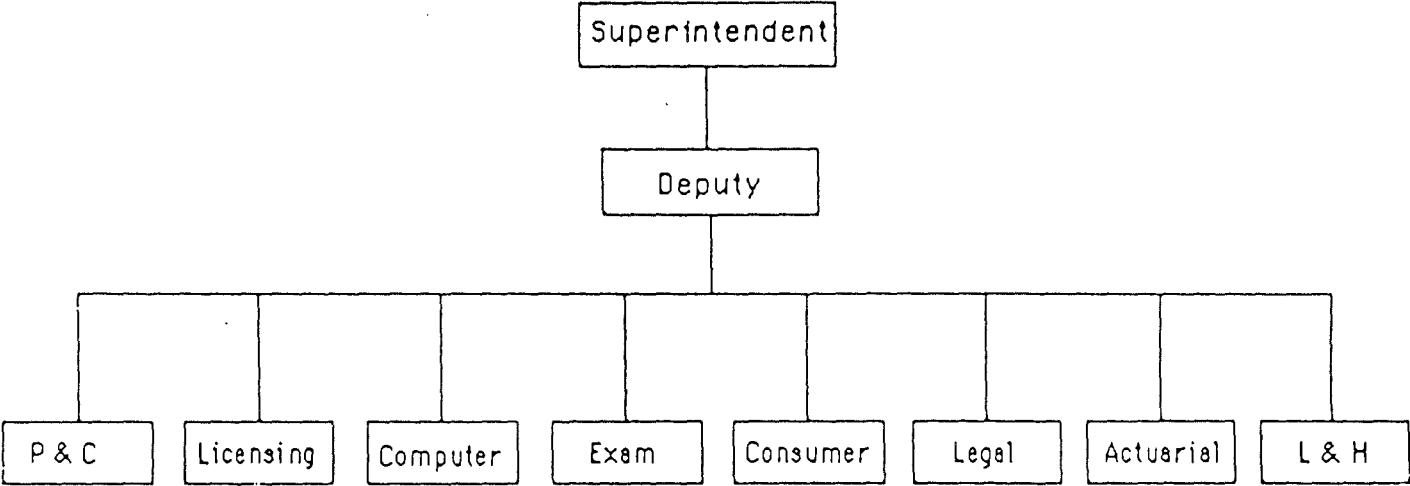 Superintendent
Deputy
P & C
Licensing
Computer
Exam
Consumer
Legal
Actuarial
L & H